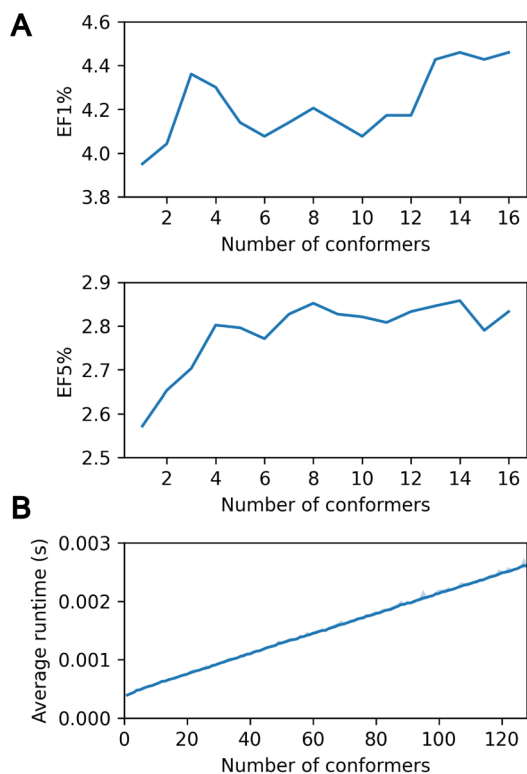 A
4.6
4.4
4.2
4.0
3.8
EF1%
2 4 6 8 10 12 14 16
Number of conformers
2.9
2.8
2.7
2.6
2.5
EF5%
2 4 6 8 10 12 14 16
Number of conformers
B
0.003
0.002
0.001
0.000
Average runtime (s)
0 20 40 60 80 100 120
Number of conformers